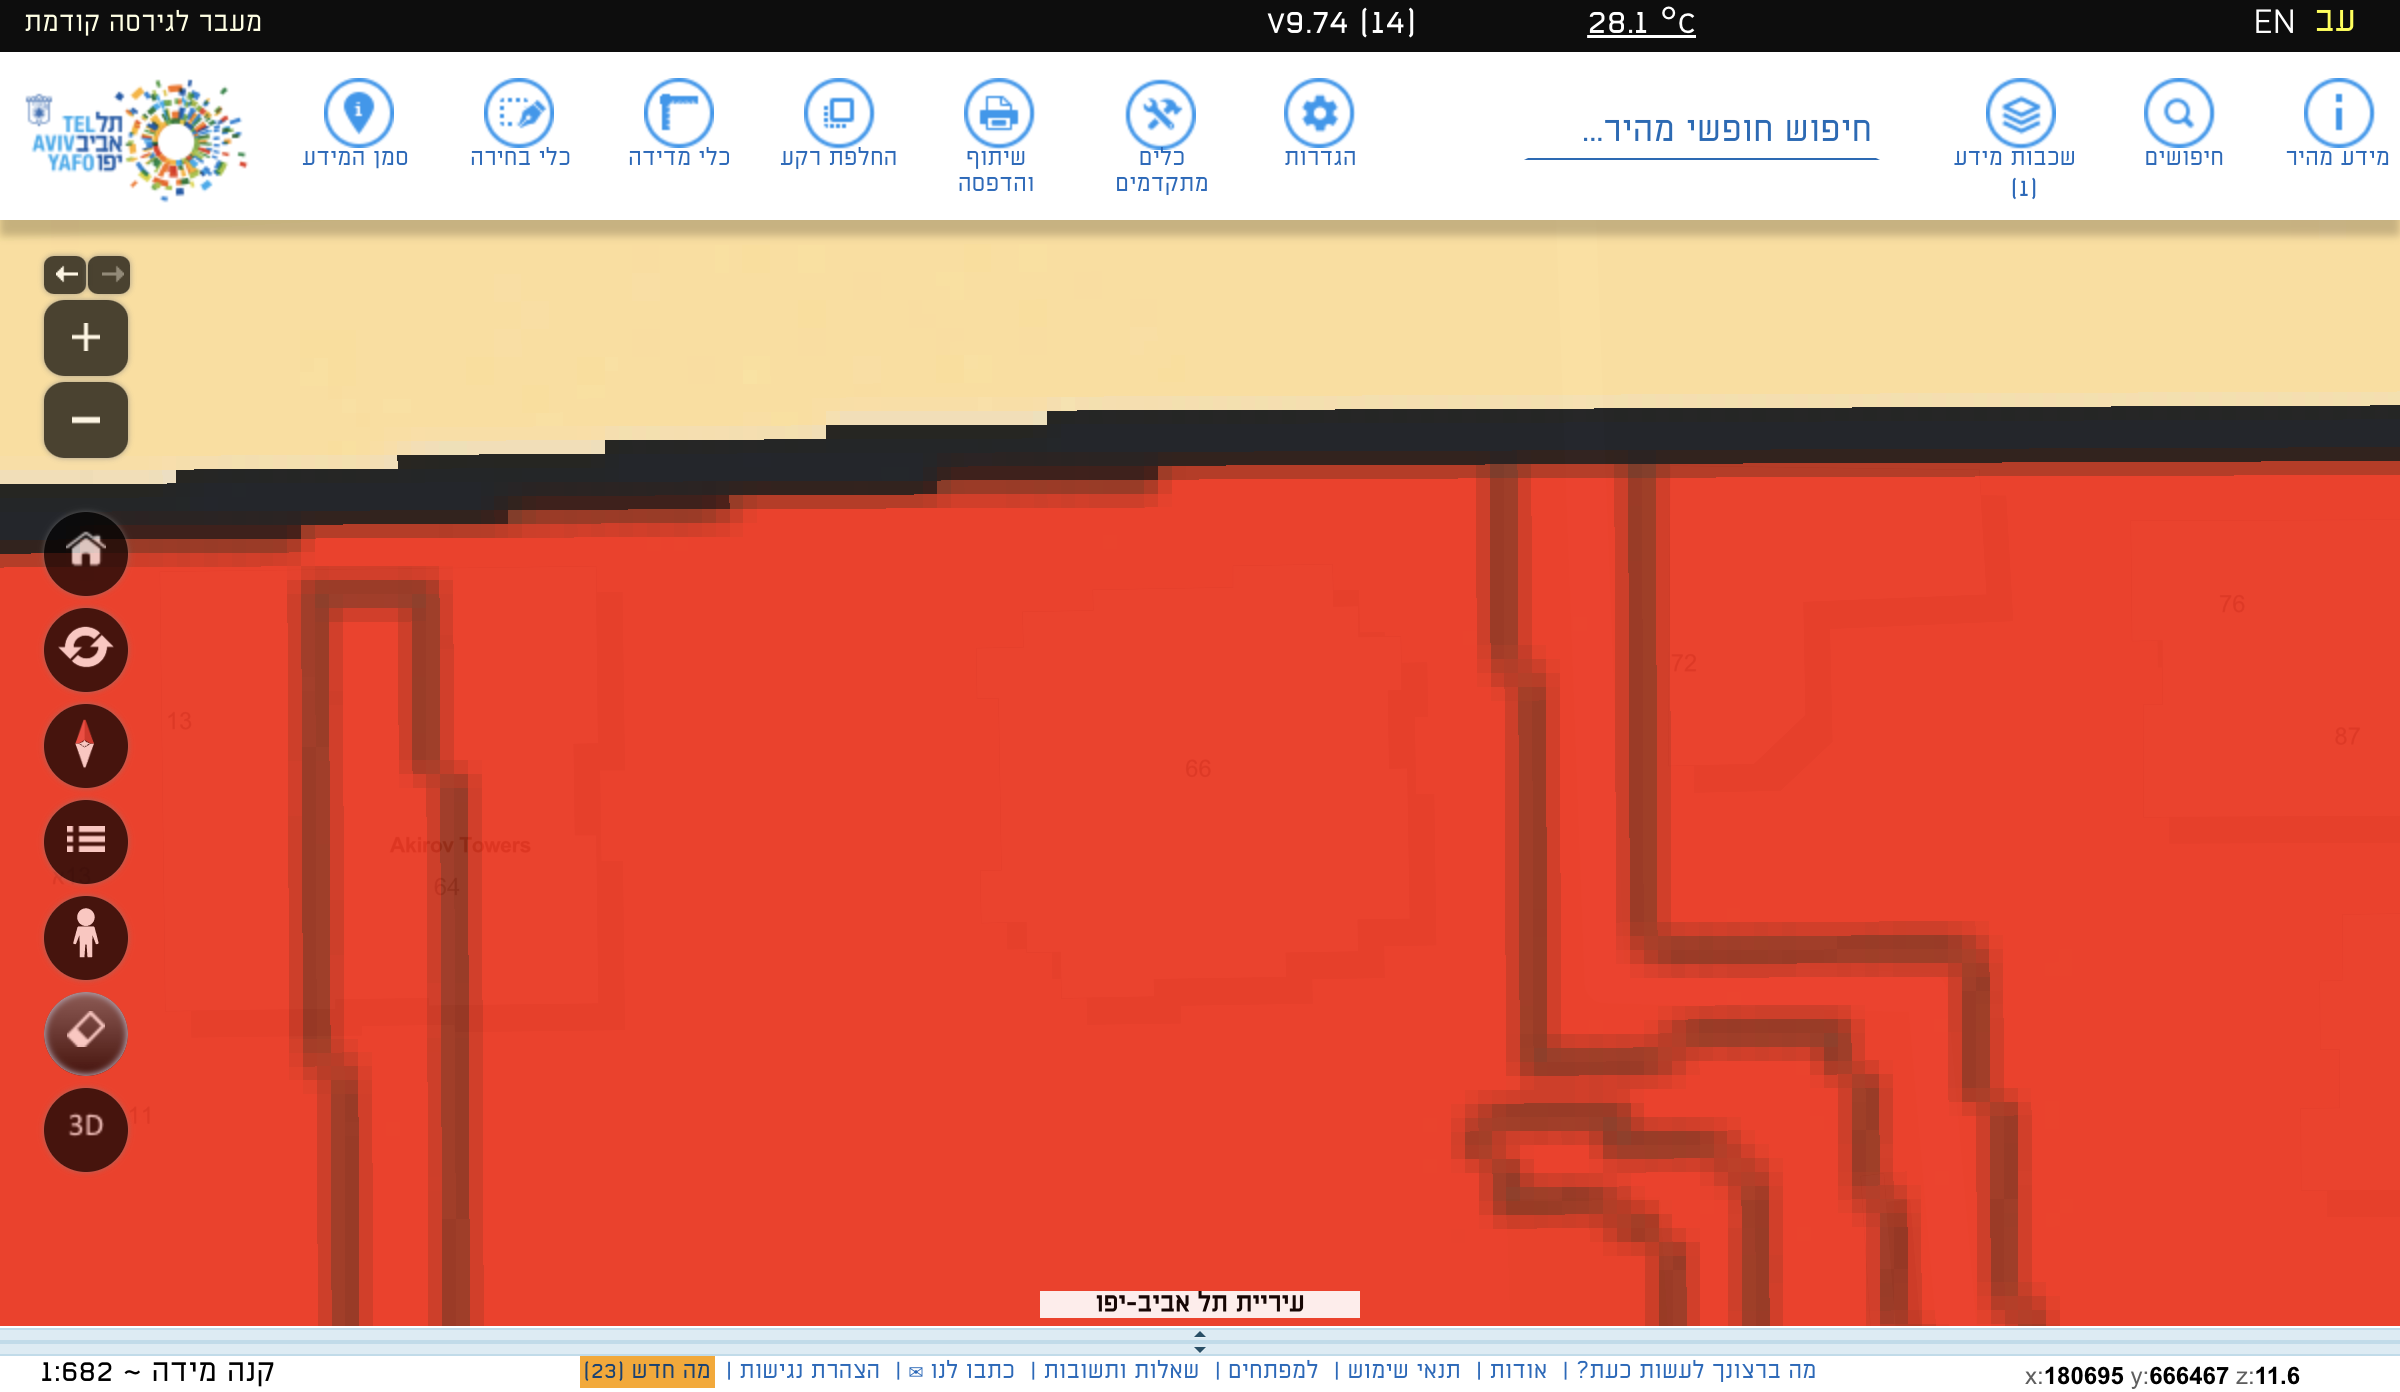 עב EN
28.1 °C
V9.74 (14)
מעבר לגירסה קודמת
מידע מהיר
חיפושים
שכבות מידע
(1)
חיפוש חופשי מהיר...
הגדרות
כלים
מתקדמים
שיתוף
והדפסה
החלפת רקע
כלי מדידה
כלי בחירה
סמן המידע
תל
אביב
יפו
TEL
AVIV
YAFO
76
72
13
87
66
Akirov Towers
64
11
3D
עיריית תל אביב-יפו
מה ברצונך לעשות כעת? | אודות | תנאי שימוש | למפתחים | שאלות ותשובות | כתבו לנו ✉ | הצהרת נגישות | מה חדש (23)
קנה מידה ~ 1:682
x:180695 y:666467 z:11.6